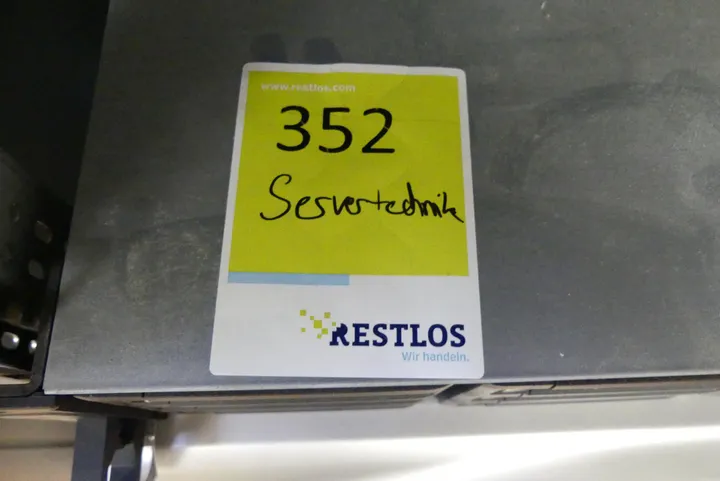 www.restlos.com
352
Servertechnik
RESTLOS
Wir handeln.